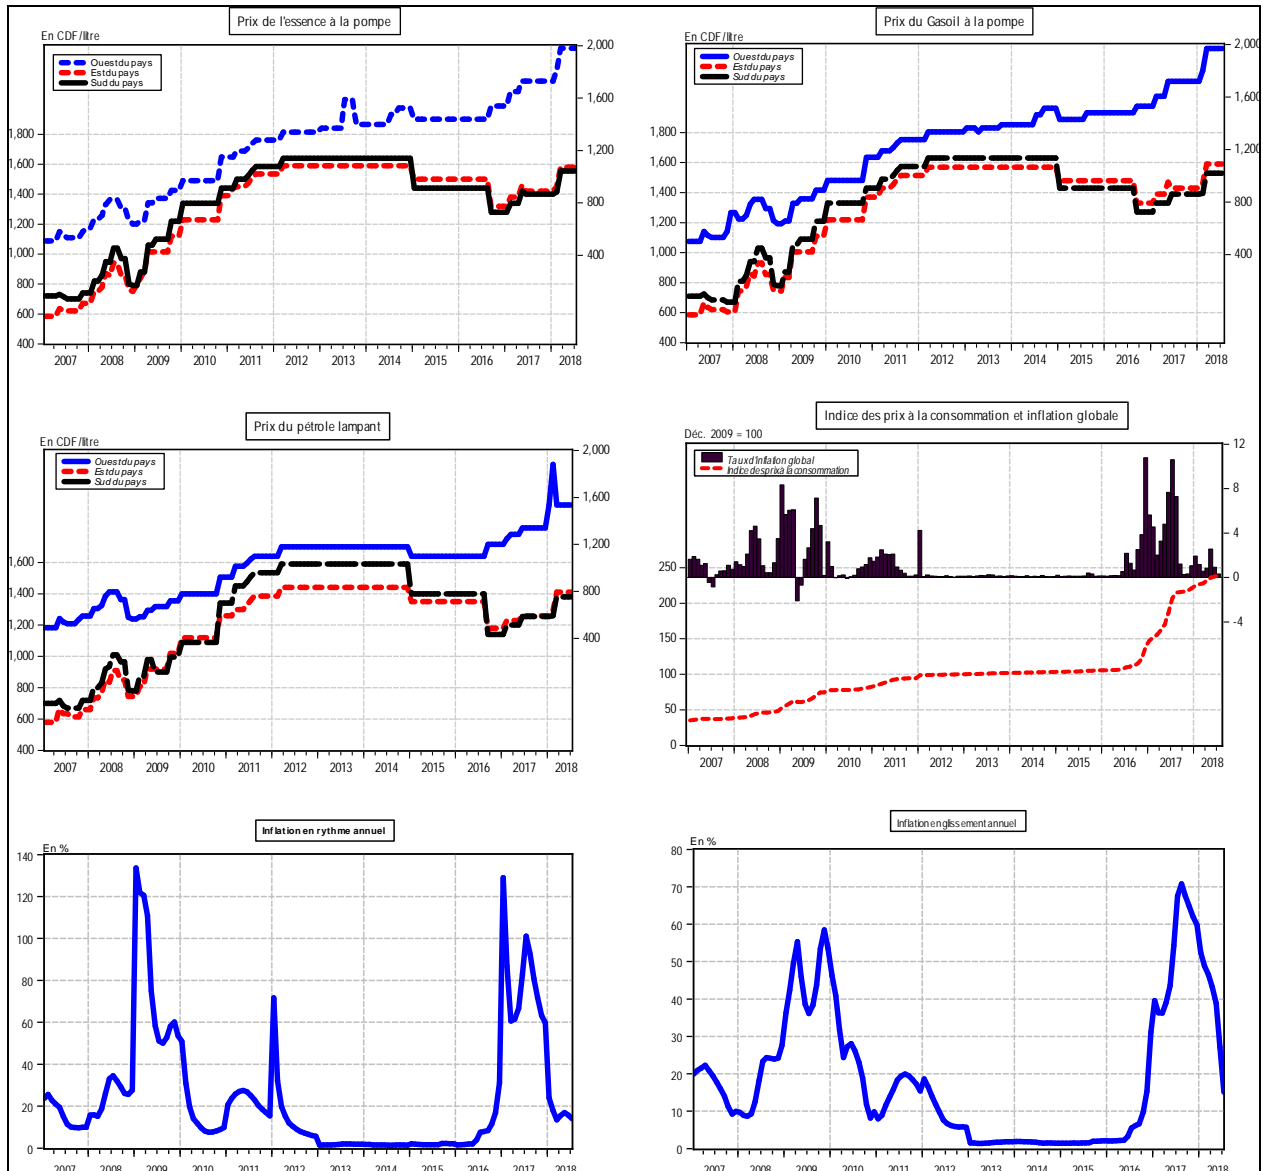 Prix de l'essence à la pompe
En CDF/litre
Ouest du pays
Est du pays
Sud du pays
2,000
1,600
1,200
800
400
1,800
1,600
1,400
1,200
1,000
800
600
400
2007 2008 2009 2010 2011 2012 2013 2014 2015 2016 2017 2018
Prix du Gasoil à la pompe
En CDF/litre
Ouest du pays
Est du pays
Sud du pays
2,000
1,600
1,200
800
400
1,800
1,600
1,400
1,200
1,000
800
600
400
2007 2008 2009 2010 2011 2012 2013 2014 2015 2016 2017 2018
Prix du pétrole lampant
En CDF/litre
Ouest du pays
Est du pays
Sud du pays
2,000
1,600
1,200
800
400
1,600
1,400
1,200
1,000
800
600
400
2007 2008 2009 2010 2011 2012 2013 2014 2015 2016 2017 2018
Indice des prix à la consommation et inflation globale
Déc. 2009 = 100
Taux d'inflation global
Indice des prix à la consommation
12
8
4
0
-4
250
200
150
100
50
0
2007 2008 2009 2010 2011 2012 2013 2014 2015 2016 2017 2018
Inflation en rythme annuel
En %
140
120
100
80
60
40
20
0
2007 2008 2009 2010 2011 2012 2013 2014 2015 2016 2017 2018
Inflation en glissement annuel
En %
80
70
60
50
40
30
20
10
0
2007 2008 2009 2010 2011 2012 2013 2014 2015 2016 2017 2018